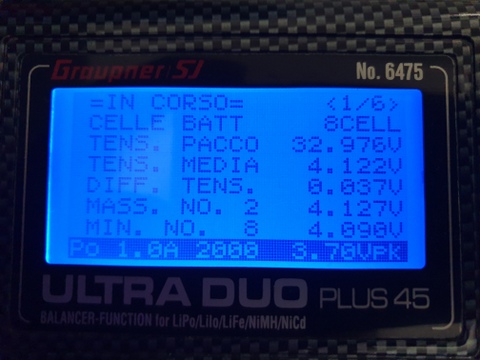 Graupner SJ No. 6475
=IN CORSO= <1/6>
CELLE BATT 8CELL
TENS. PACCO 32.976V
TENS. MEDIA 4.122V
DIFF. TENS. 0.037V
MASS. NO. 2 4.127V
MIN. NO. 8 4.090V
Po 1.0A 2000 3.70Vpk
ULTRA DUO PLUS 45
BALANCER-FUNCTION for LiPo/LiIo/LiFe/NiMH/NiCd